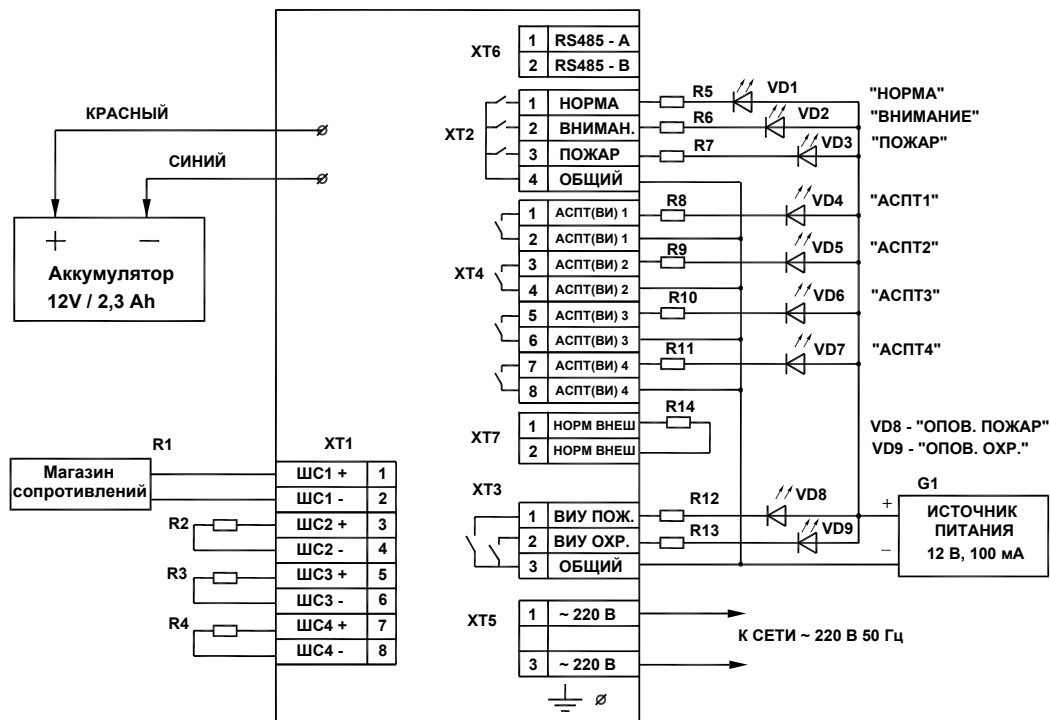 КРАСНЫЙ
СИНИЙ
+ –
Аккумулятор
12V / 2,3 Ah
R1
Магазин
сопротивлений
R2
R3
R4
XT1
ШС1 + 1
ШС1 - 2
ШС2 + 3
ШС2 - 4
ШС3 + 5
ШС3 - 6
ШС4 + 7
ШС4 - 8
XT6
1 RS485 - A
2 RS485 - B
XT2
1 НОРМА
2 ВНИМАН.
3 ПОЖАР
4 ОБЩИЙ
XT4
1 АСПТ(ВИ) 1
2 АСПТ(ВИ) 1
3 АСПТ(ВИ) 2
4 АСПТ(ВИ) 2
5 АСПТ(ВИ) 3
6 АСПТ(ВИ) 3
7 АСПТ(ВИ) 4
8 АСПТ(ВИ) 4
XT7
1 НОРМ ВНЕШ
2 НОРМ ВНЕШ
XT3
1 ВИУ ПОЖ.
2 ВИУ ОХР.
3 ОБЩИЙ
XT5
1 ~ 220 В
3 ~ 220 В
R5 VD1 "НОРМА"
R6 VD2 "ВНИМАНИЕ"
R7 VD3 "ПОЖАР"
R8 VD4 "АСПТ1"
R9 VD5 "АСПТ2"
R10 VD6 "АСПТ3"
R11 VD7 "АСПТ4"
R14
VD8 - "ОПОВ. ПОЖАР"
VD9 - "ОПОВ. ОХР."
R12 VD8
R13 VD9
G1
+
–
ИСТОЧНИК
ПИТАНИЯ
12 В, 100 мА
К СЕТИ ~ 220 В 50 Гц